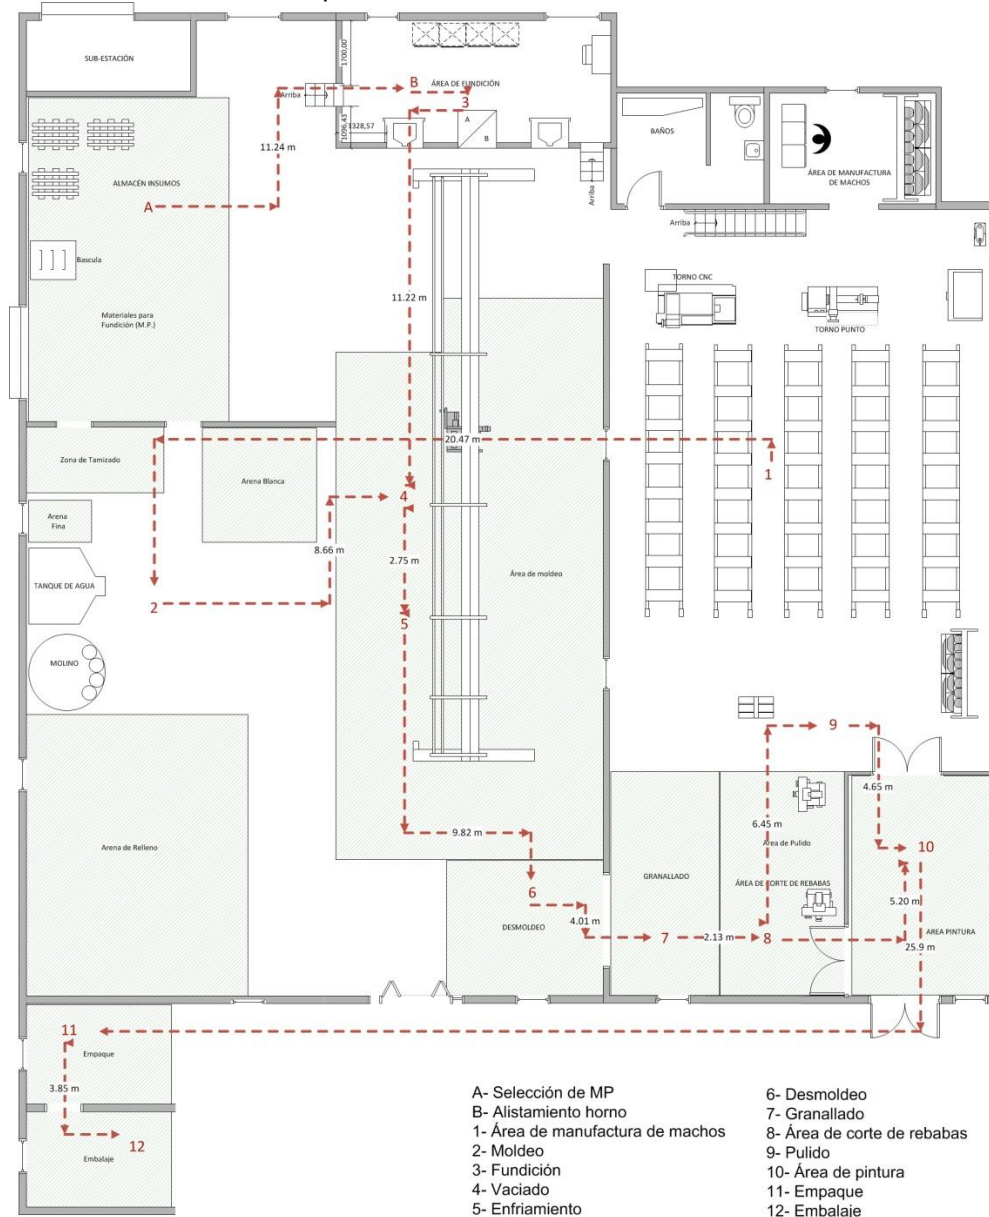 SUB-ESTACIÓN
1700,00
B
ÁREA DE FUNDICIÓN
Arriba
3
A
B
1096,43
1328,57
11.24 m
BAÑOS
ÁREA DE MANUFACTURA
DE MACHOS
ALMACÉN INSUMOS
A
Arriba
Arriba
Bascula
TORNO CNC
11.22 m
Materiales para
Fundición (M.P.)
TORNO PUNTO
20.47 m
1
Zona de Tamizado
Arena Blanca
4
Arena
Fina
8.66 m
2.75 m
Área de moldeo
TANQUE DE AGUA
2
5
MOLINO
9
4.65 m
9.82 m
6.45 m
Área de Pulido
10
Arena de Relleno
GRANALLADO
ÁREA DE CORTE DE REBABAS
6
5.20 m
4.01 m
DESMOLDEO
7
2.13 m
8
AREA PINTURA
25.9 m
11
Empaque
3.85 m
12
Embalaje
A- Selección de MP
B- Alistamiento horno
1- Área de manufactura de machos
2- Moldeo
3- Fundición
4- Vaciado
5- Enfriamiento
6- Desmoldeo
7- Granallado
8- Área de corte de rebabas
9- Pulido
10- Área de pintura
11- Empaque
12- Embalaje